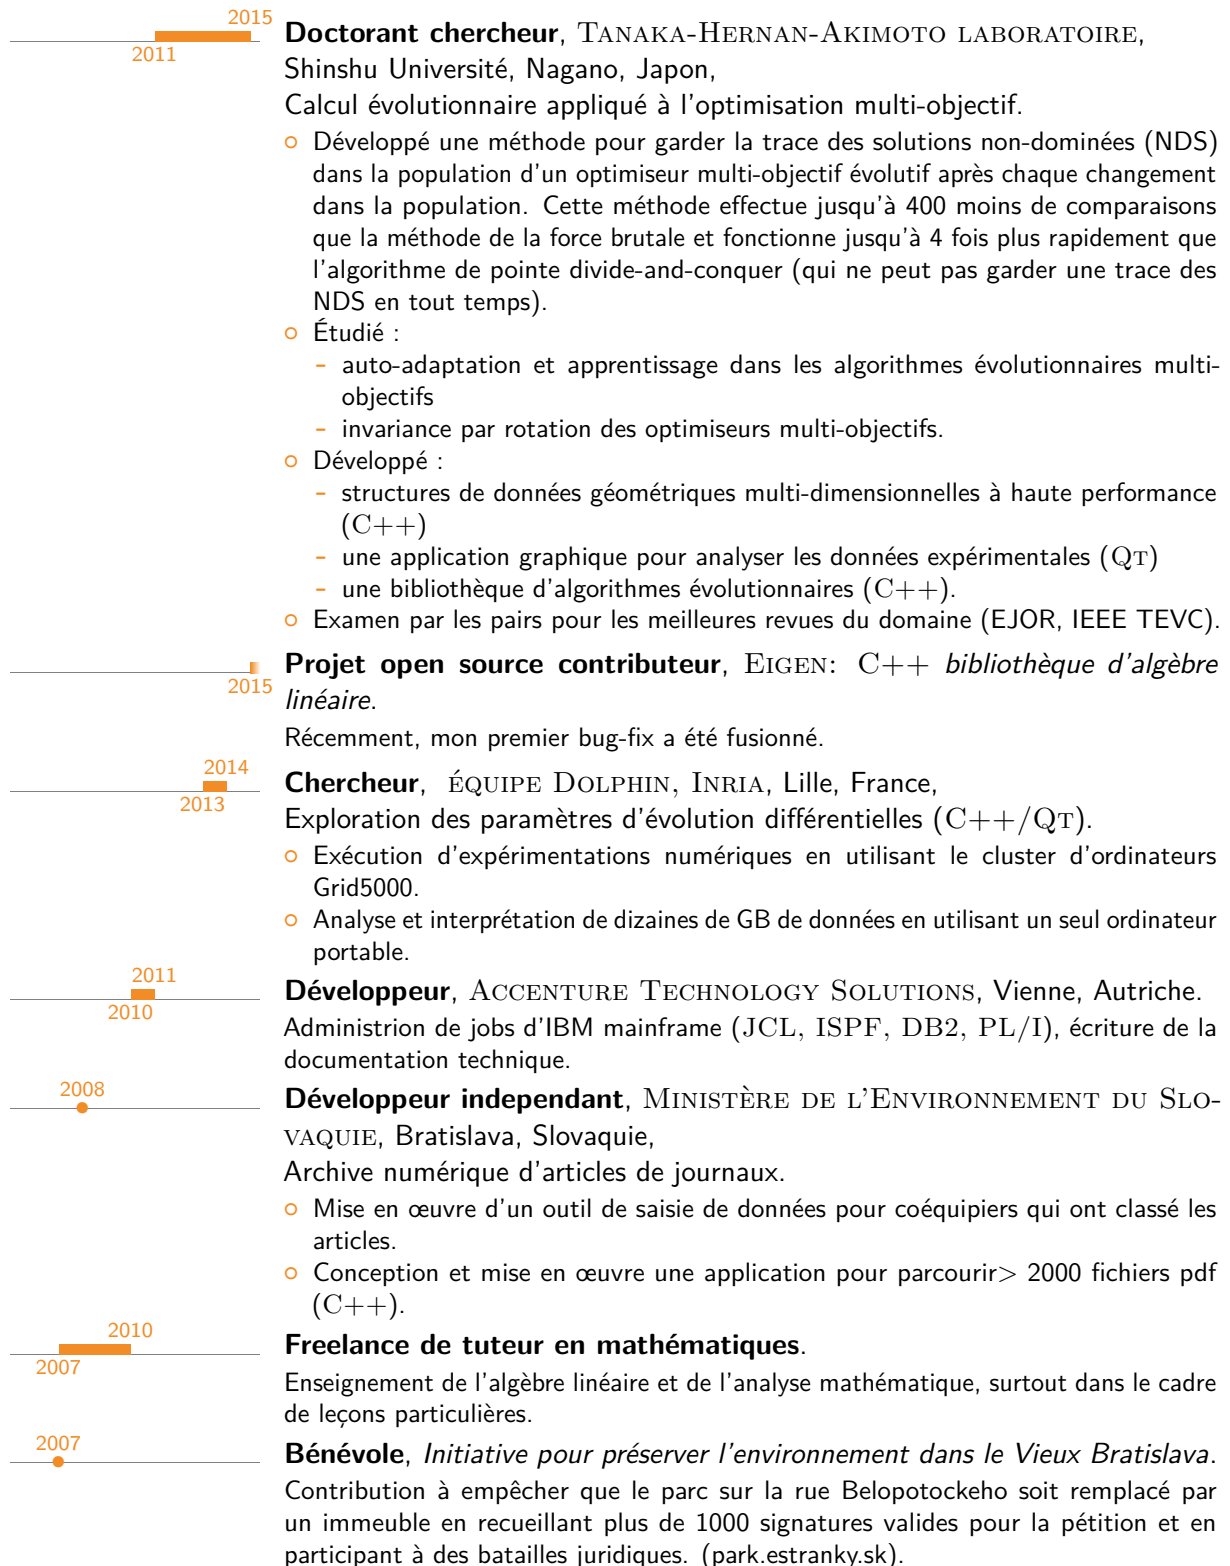 2015
2011
Doctorant chercheur, Tanaka-Hernan-Akimoto laboratoire,
Shinshu Université, Nagano, Japon,
Calcul évolutionnaire appliqué à l'optimisation multi-objectif.
Développé une méthode pour garder la trace des solutions non-dominées (NDS)
dans la population d'un optimiseur multi-objectif évolutif après chaque changement
dans la population. Cette méthode effectue jusqu'à 400 moins de comparaisons
que la méthode de la force brutale et fonctionne jusqu'à 4 fois plus rapidement que
l'algorithme de pointe divide-and-conquer (qui ne peut pas garder une trace des
NDS en tout temps).
Étudié :
- auto-adaptation et apprentissage dans les algorithmes évolutionnaires multi-
objectifs
- invariance par rotation des optimiseurs multi-objectifs.
Développé :
- structures de données géométriques multi-dimensionnelles à haute performance
(C++)
- une application graphique pour analyser les données expérimentales (Qt)
- une bibliothèque d'algorithmes évolutionnaires (C++).
Examen par les pairs pour les meilleures revues du domaine (EJOR, IEEE TEVC).
2015
Projet open source contributeur, Eigen: C++ bibliothèque d'algèbre
linéaire.
Récemment, mon premier bug-fix a été fusionné.
2014
2013
Chercheur, équipe Dolphin, Inria, Lille, France,
Exploration des paramètres d'évolution différentielles (C++/Qt).
Exécution d'expérimentations numériques en utilisant le cluster d'ordinateurs
Grid5000.
Analyse et interprétation de dizaines de GB de données en utilisant un seul ordinateur
portable.
2011
2010
Développeur, Accenture Technology Solutions, Vienne, Autriche.
Administrion de jobs d'IBM mainframe (JCL, ISPF, DB2, PL/I), écriture de la
documentation technique.
2008
Développeur independant, Ministère de l'Environnement du Slo-
vaquie, Bratislava, Slovaquie,
Archive numérique d'articles de journaux.
Mise en œuvre d'un outil de saisie de données pour coéquipiers qui ont classé les
articles.
Conception et mise en œuvre une application pour parcourir> 2000 fichiers pdf
(C++).
2010
2007
Freelance de tuteur en mathématiques.
Enseignement de l'algèbre linéaire et de l'analyse mathématique, surtout dans le cadre
de leçons particulières.
2007
Bénévole, Initiative pour préserver l'environnement dans le Vieux Bratislava.
Contribution à empêcher que le parc sur la rue Belopotockeho soit remplacé par
un immeuble en recueillant plus de 1000 signatures valides pour la pétition et en
participant à des batailles juridiques. (park.estranky.sk).